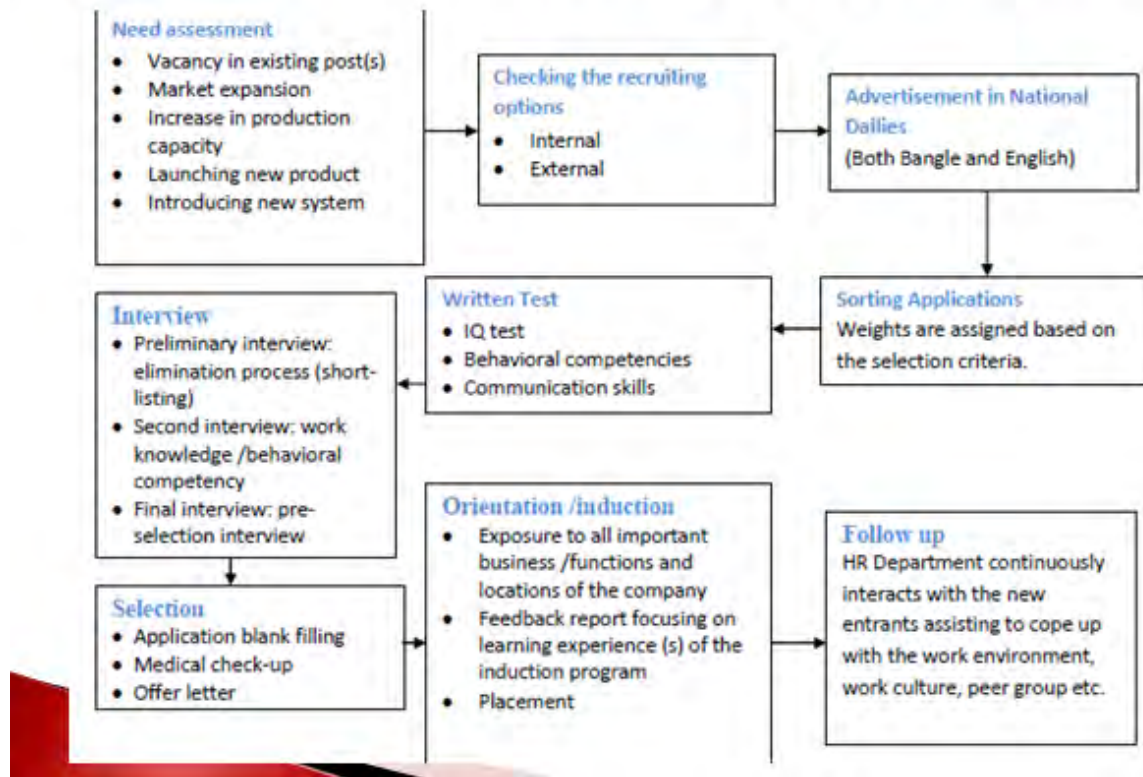 Need assessment
• Vacancy in existing post(s)
• Market expansion
• Increase in production
capacity
• Launching new product
• Introducing new system
Checking the recruiting
options
• Internal
• External
Advertisement in National
Dailies
(Both Bangle and English)
Sorting Applications
Weights are assigned based on
the selection criteria.
Written Test
• IQ test
• Behavioral competencies
• Communication skills
Interview
• Preliminary interview:
elimination process (short-
listing)
• Second interview: work
knowledge /behavioral
competency
• Final interview: pre-
selection interview
Selection
• Application blank filling
• Medical check-up
• Offer letter
Orientation /induction
• Exposure to all important
business /functions and
locations of the company
• Feedback report focusing on
learning experience (s) of the
induction program
• Placement
Follow up
HR Department continuously
interacts with the new
entrants assisting to cope up
with the work environment,
work culture, peer group etc.